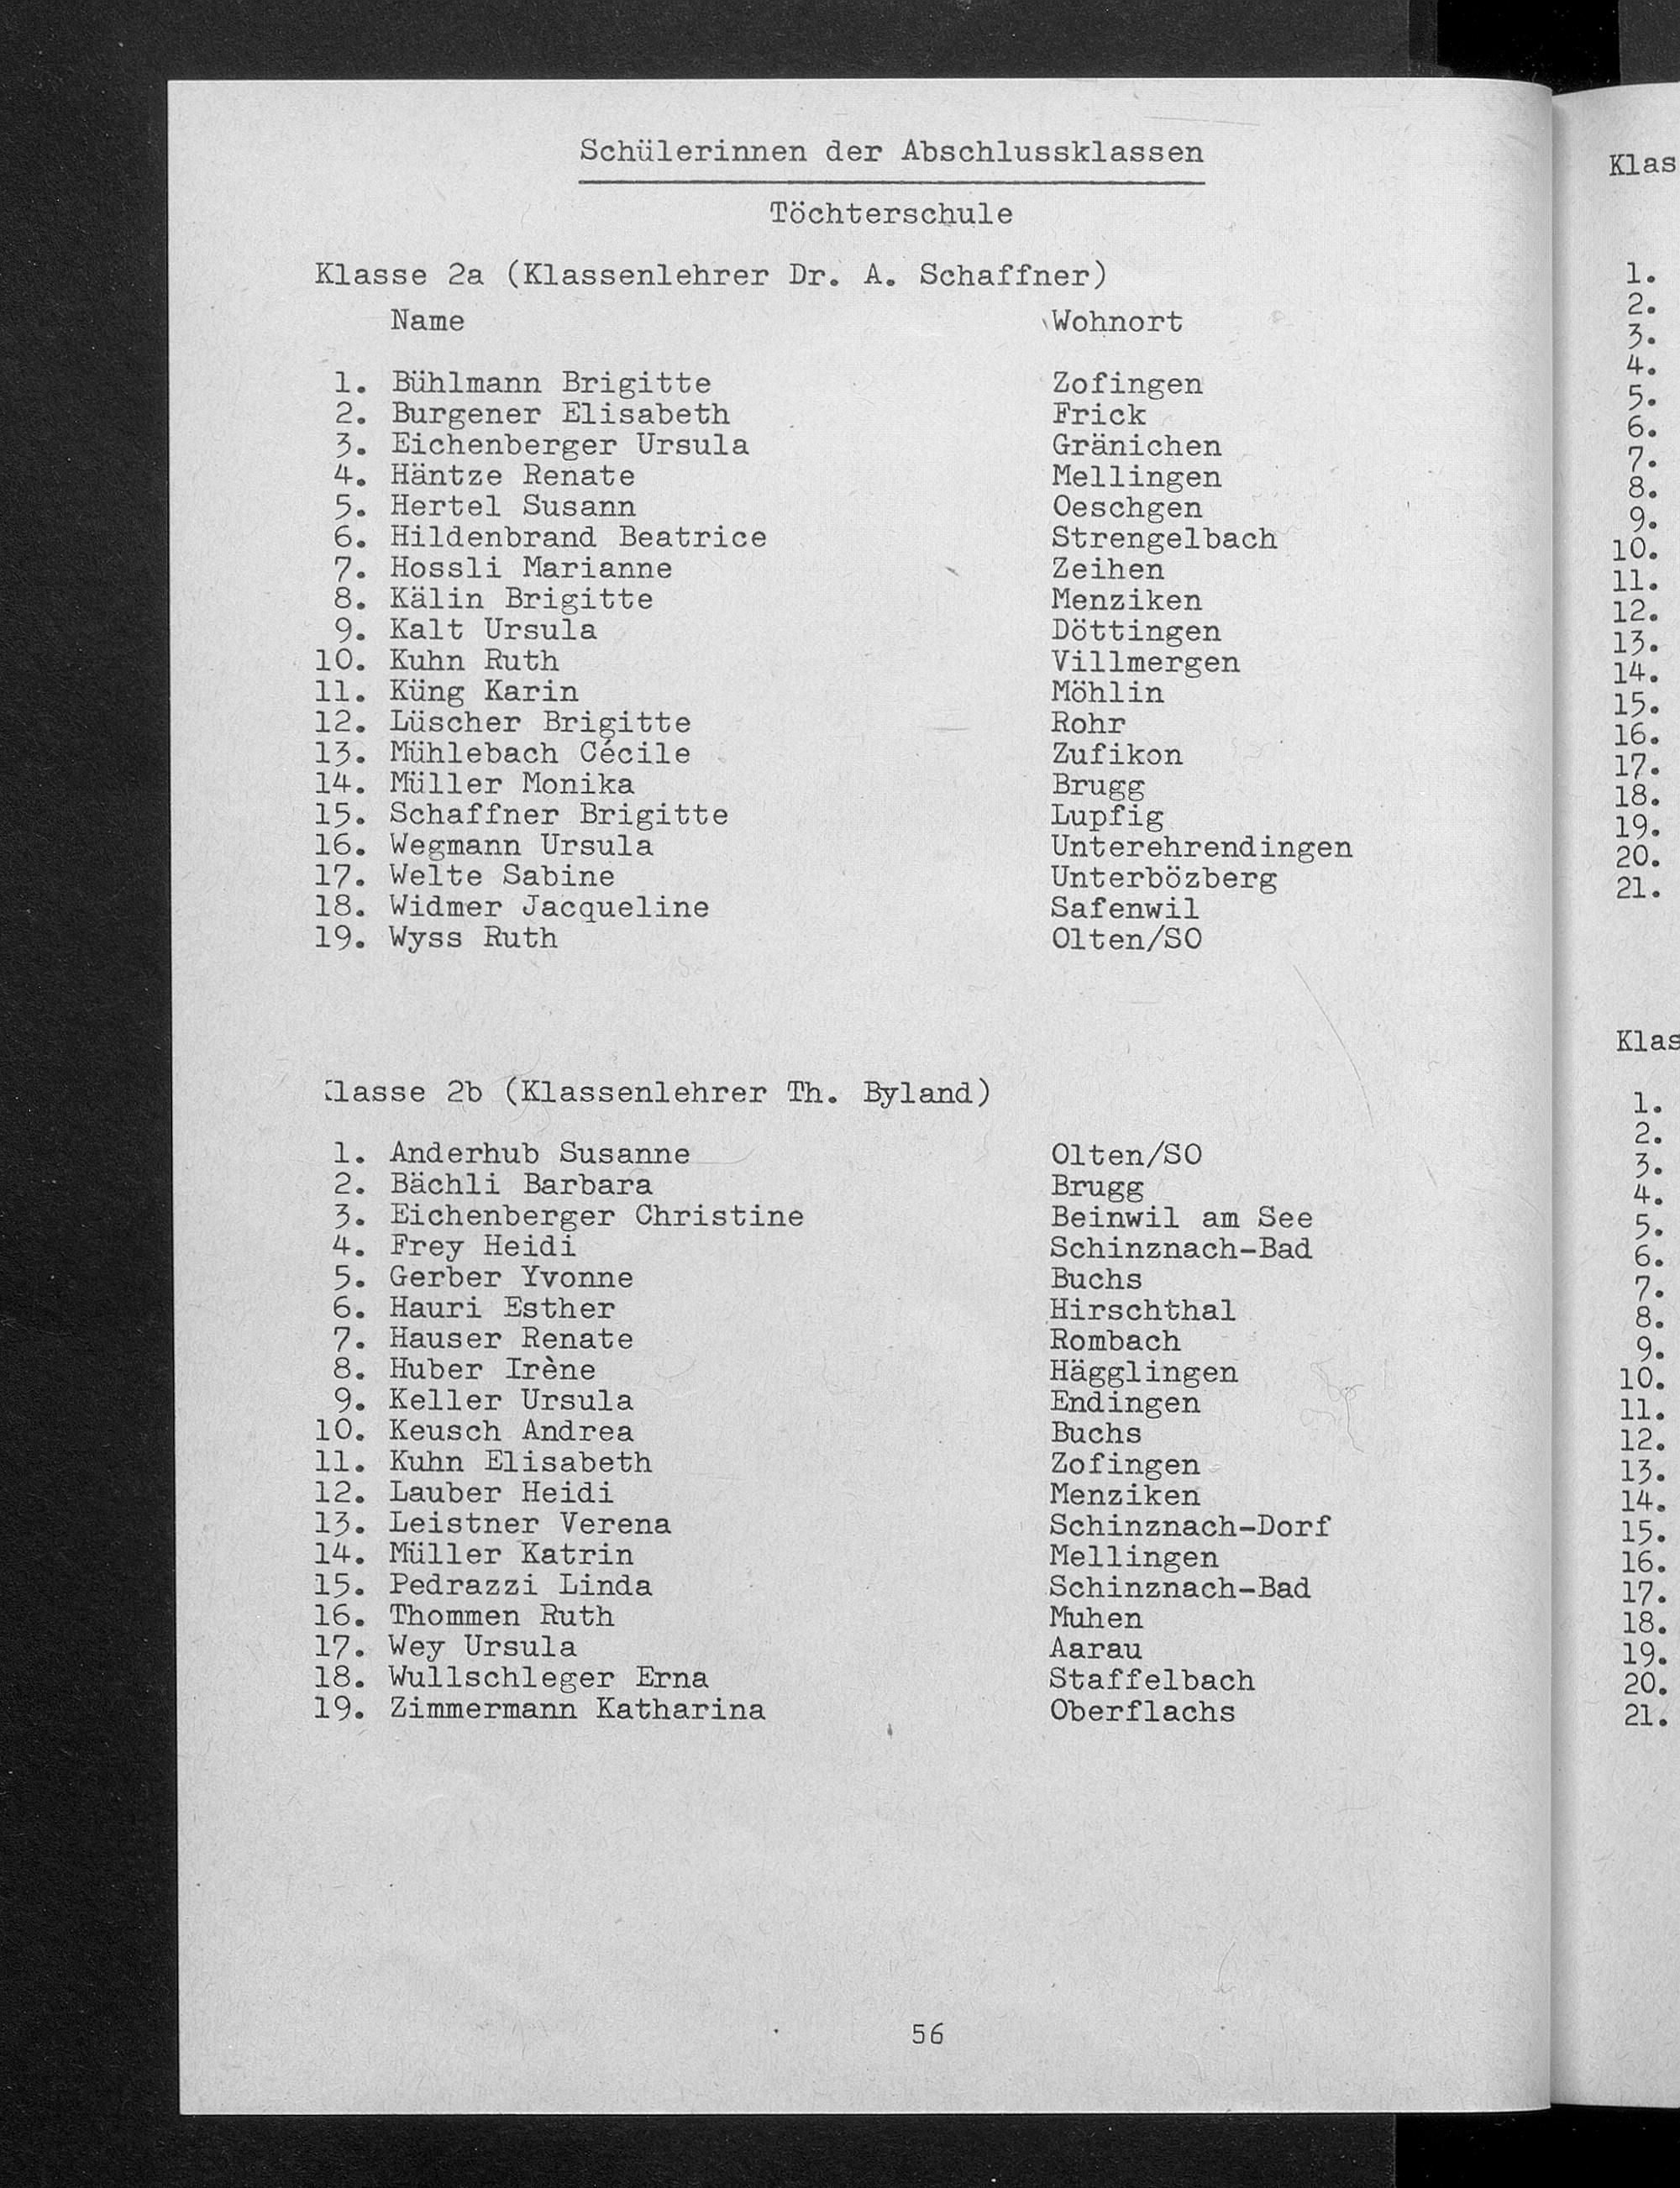 Schülerinnen der Abschlussklassen
Töchterschule
Klasse 2a (Klassenlehrer Dr. A. Schaffner)
Name Wohnort
1. Bühlmann Brigitte Zofingen
2. Burgener Elisabeth Frick
3. Eichenberger Ursula Gränichen
4. Häntze Renate Mellingen
5. Hertel Susann Oeschgen
6. Hildenbrand Beatrice Strengelbach
7. Hossli Marianne Zeihen
8. Kälin Brigitte Menziken
9. Kalt Ursula Döttingen
10. Kuhn Ruth Villmergen
11. Küng Karin Möhlin
12. Lüscher Brigitte Rohr
13. Mühlebach Cécile Zufikon
14. Müller Monika Brugg
15. Schaffner Brigitte Lupfig
16. Wegmann Ursula Unterehrendingen
17. Welte Sabine Unterbözberg
18. Widmer Jacqueline Safenwil
19. Wyss Ruth Olten/SO
Klasse 2b (Klassenlehrer Th. Byland)
1. Anderhub Susanne Olten/SO
2. Bächli Barbara Brugg
3. Eichenberger Christine Beinwil am See
4. Frey Heidi Schinznach-Bad
5. Gerber Yvonne Buchs
6. Hauri Esther Hirschthal
7. Hauser Renate Rombach
8. Huber Irène Hägglingen
9. Keller Ursula Endingen
10. Keusch Andrea Buchs
11. Kuhn Elisabeth Zofingen
12. Lauber Heidi Menziken
13. Leistner Verena Schinznach-Dorf
14. Müller Katrin Mellingen
15. Pedrazzi Linda Schinznach-Bad
16. Thommen Ruth Muhen
17. Wey Ursula Aarau
18. Wullschleger Erna Staffelbach
19. Zimmermann Katharina Oberflachs
56
Klas
1.
2.
3.
4.
5.
6.
7.
8.
9.
10.
11.
12.
13.
14.
15.
16.
17.
18.
19.
20.
21.
Klas
1.
2.
3.
4.
5.
6.
7.
8.
9.
10.
11.
12.
13.
14.
15.
16.
17.
18.
19.
20.
21.